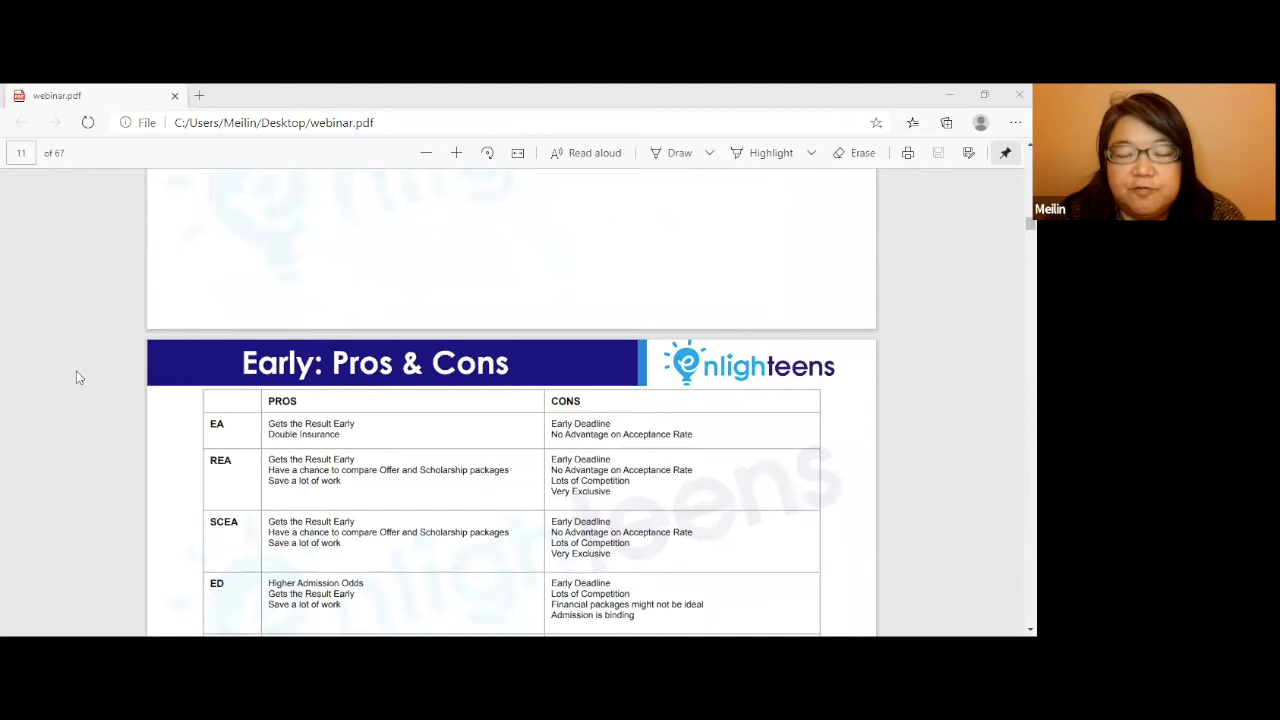 webinar.pdf
File C:/Users/Meilin/Desktop/webinar.pdf
11 of 67 Read aloud Draw Highlight Erase
Meilin
Early: Pros & Cons
enlighteens
PROS CONS
EA Gets the Result Early Early Deadline
Double Insurance No Advantage on Acceptance Rate
REA Gets the Result Early Early Deadline
Have a chance to compare Offer and Scholarship packages No Advantage on Acceptance Rate
Save a lot of work Lots of Competition
Very Exclusive
SCEA Gets the Result Early Early Deadline
Have a chance to compare Offer and Scholarship packages No Advantage on Acceptance Rate
Save a lot of work Lots of Competition
Very Exclusive
ED Higher Admission Odds Early Deadline
Gets the Result Early Lots of Competition
Save a lot of work Financial packages might not be ideal
Admission is binding